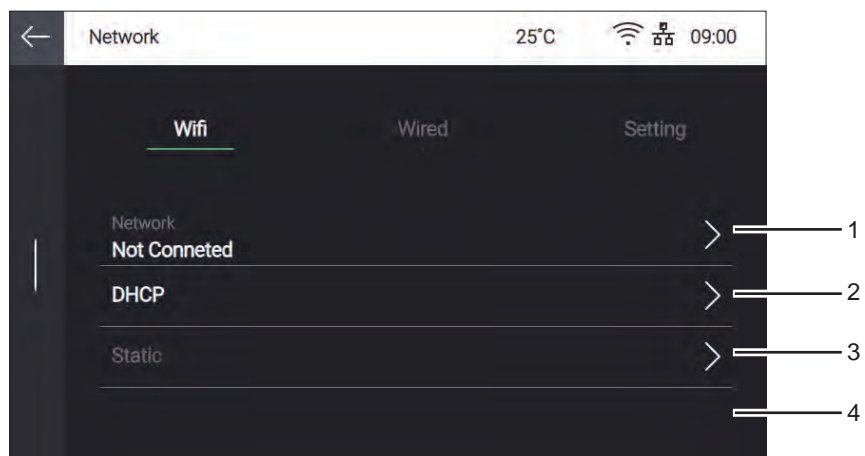 Network 25°C 09:00
Wifi Wired Setting
Network
Not Conneted
1
DHCP
2
Static
3
4